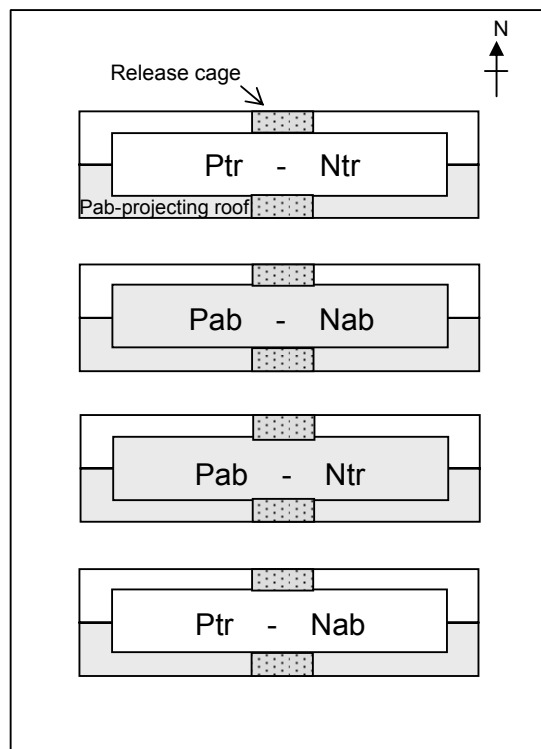 N
Release cage
Ptr - Ntr
Pab-projecting roof
Pab - Nab
Pab - Ntr
Ptr - Nab